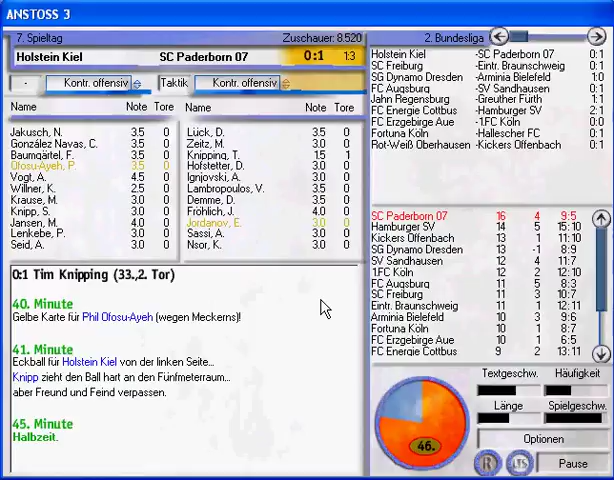 ANSTOSS 3
7. Spieltag Zuschauer: 8.520
Holstein Kiel SC Paderborn 07 0:1 1:3
- Kontr. offensiv Taktik Kontr. offensiv
Name Note Tore Name Note Tore
Jakusch, N. 3.5 0 Lück, D. 3.5 0
González Navas, C. 3.5 0 Zeitz, M. 3.0 0
Baumgärtel, F. 3.5 0 Knipping, T. 1.5 1
Ofosu-Ayeh, P. 3.5 0 Hofstetter, D. 3.0 0
Vogt, A. 4.5 0 Ignjovski, A. 3.0 0
Willner, K. 2.5 0 Lambropoulos, V. 3.0 0
Krause, M. 3.0 0 Demme, D. 3.5 0
Knipp, S. 3.0 0 Fröhlich, J. 4.0 0
Jansen, M. 4.0 0 Jordanov, E. 3.0 0
Lenkebe, P. 3.0 0 Sassi, A. 3.0 0
Seid, A. 3.0 0 Nsor, K. 3.0 0
0:1 Tim Knipping (33.,2. Tor)
40. Minute
Gelbe Karte für Phil Ofosu-Ayeh (wegen Meckerns)!
41. Minute
Eckball für Holstein Kiel von der linken Seite...
Knipp zieht den Ball hart an den Fünfmeterraum...
aber Freund und Feind verpassen.
45. Minute
Halbzeit.
2. Bundesliga
Holstein Kiel -SC Paderborn 07 0:1
SC Freiburg -Eintr. Braunschweig 0:1
SG Dynamo Dresden -Arminia Bielefeld 1:0
FC Augsburg -SV Sandhausen 0:1
Jahn Regensburg -Greuther Fürth 1:1
FC Energie Cottbus -Hamburger SV 2:1
FC Erzgebirge Aue -1.FC Köln 0:0
Fortuna Köln -Hallescher FC 0:1
Rot-Weiß Oberhausen -Kickers Offenbach 0:1
SC Paderborn 07 16 4 9:5
Hamburger SV 14 5 15:10
Kickers Offenbach 13 1 11:10
SG Dynamo Dresden 13 -1 8:9
SV Sandhausen 12 4 11:7
1.FC Köln 12 2 12:10
FC Augsburg 11 5 8:3
SC Freiburg 11 3 10:7
Eintr. Braunschweig 11 1 12:11
Arminia Bielefeld 10 3 9:6
Fortuna Köln 10 1 8:7
FC Erzgebirge Aue 10 1 6:5
FC Energie Cottbus 9 2 13:11
Textgeschw. Häufigkeit
Länge Spielgeschw.
46.
Optionen
R LTS Pause